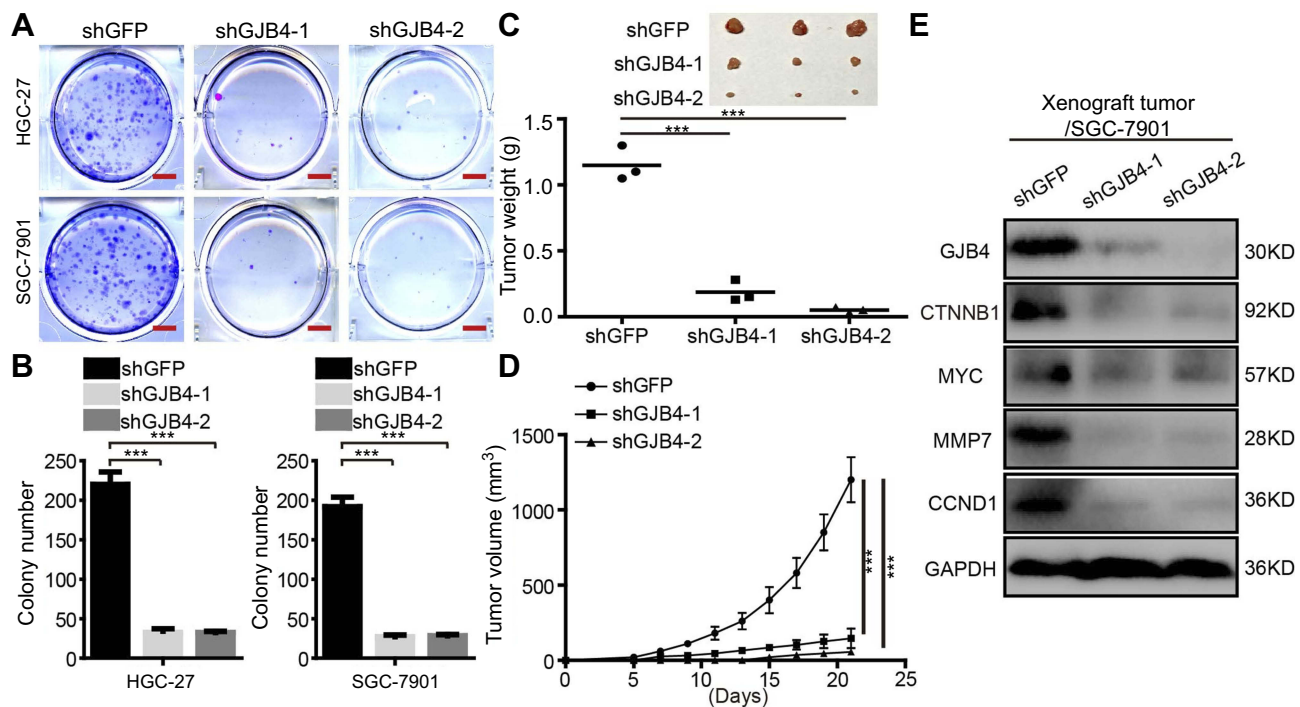 A
shGFP
shGJB4-1
shGJB4-2
HGC-27
SGC-7901
B
shGFP
shGJB4-1
shGJB4-2
***
***
Colony number
250
200
150
100
50
0
HGC-27
shGFP
shGJB4-1
shGJB4-2
***
***
Colony number
250
200
150
100
50
0
SGC-7901
C
shGFP
shGJB4-1
shGJB4-2
***
***
Tumor weight (g)
1.5
1.0
0.5
0.0
shGFP
shGJB4-1
shGJB4-2
D
shGFP
shGJB4-1
shGJB4-2
Tumor volume (mm³)
1500
1000
500
0
***
***
0
5
10
15
20
25
(Days)
E
Xenograft tumor
/SGC-7901
shGFP
shGJB4-1
shGJB4-2
GJB4
30KD
CTNNB1
92KD
MYC
57KD
MMP7
28KD
CCND1
36KD
GAPDH
36KD